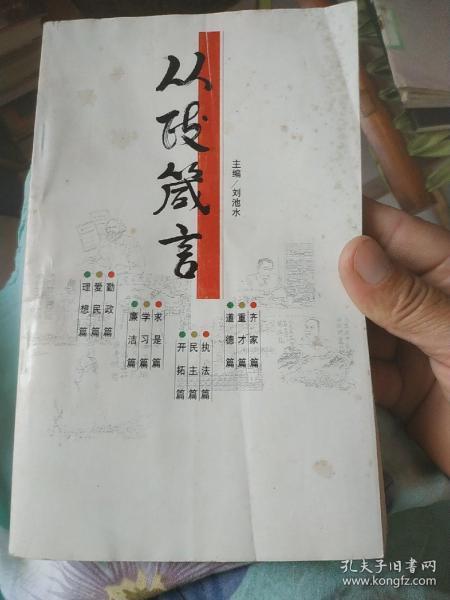 从政箴言
主编/刘池水
勤政篇
爱民篇
理想篇
求是篇
学习篇
廉洁篇
执法篇
民主篇
开拓篇
齐家篇
重才篇
道德篇
孔夫子旧书网
www.kongfz.com